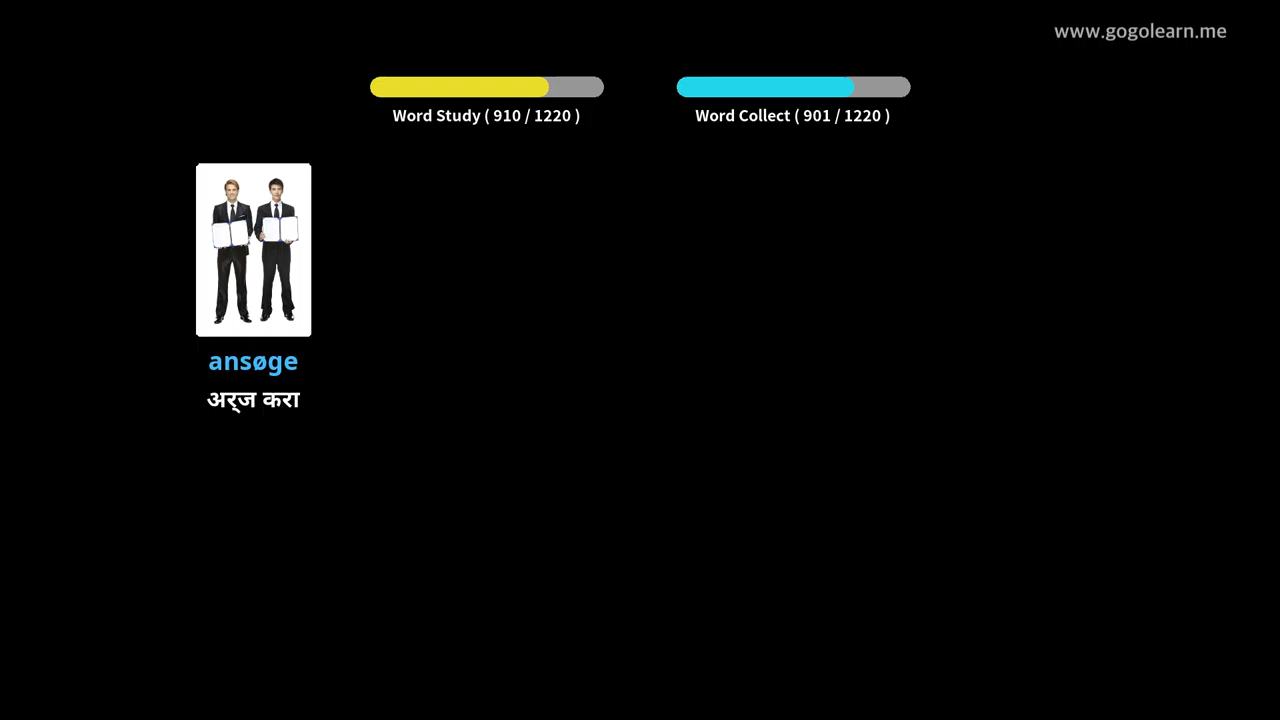 www.gogolearn.me
Word Study ( 910 / 1220 )
Word Collect ( 901 / 1220 )
ansøge
अर्ज करा